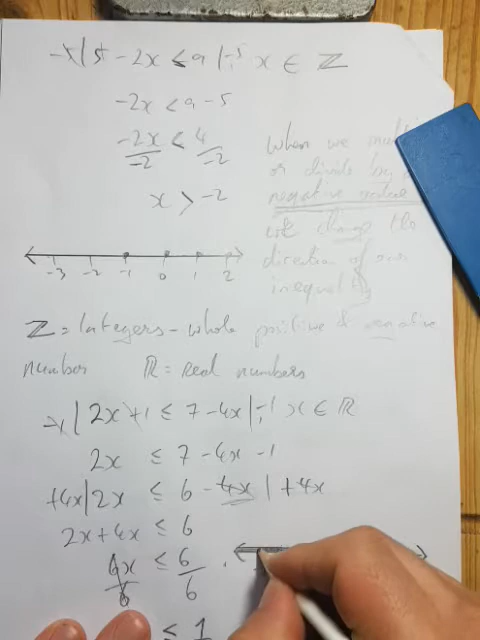 -5 | 5 - 2x ≤ 9 | -5 x ∈ ℤ
-2x < 9 - 5
-2x < 4
-2 -2
x > -2
When we
or divide by
negative value
we change the
direction of our
inequality
-3 -2 -1 0 1 2
ℤ = Integers - whole positive & negative
number ℝ = real numbers
-1 | 2x + 1 ≤ 7 - 4x | -1 x ∈ ℝ
2x ≤ 7 - 4x - 1
+4x | 2x ≤ 6 - 4x | +4x
2x + 4x ≤ 6
6x ≤ 6
6 6
≤ 1